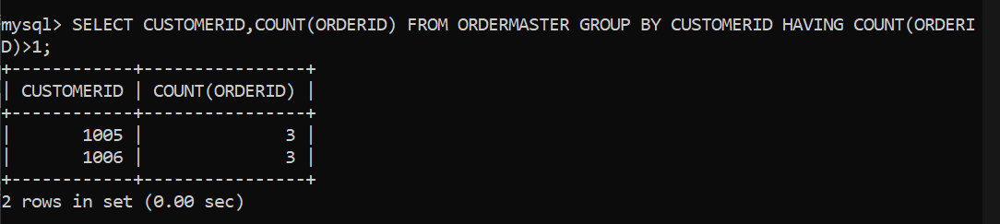 mysql> SELECT CUSTOMERID,COUNT(ORDERID) FROM ORDERMASTER GROUP BY CUSTOMERID HAVING COUNT(ORDERI
D)>1;
+------------+----------------+
| CUSTOMERID | COUNT(ORDERID) |
+------------+----------------+
|       1005 |              3 |
|       1006 |              3 |
+------------+----------------+
2 rows in set (0.00 sec)